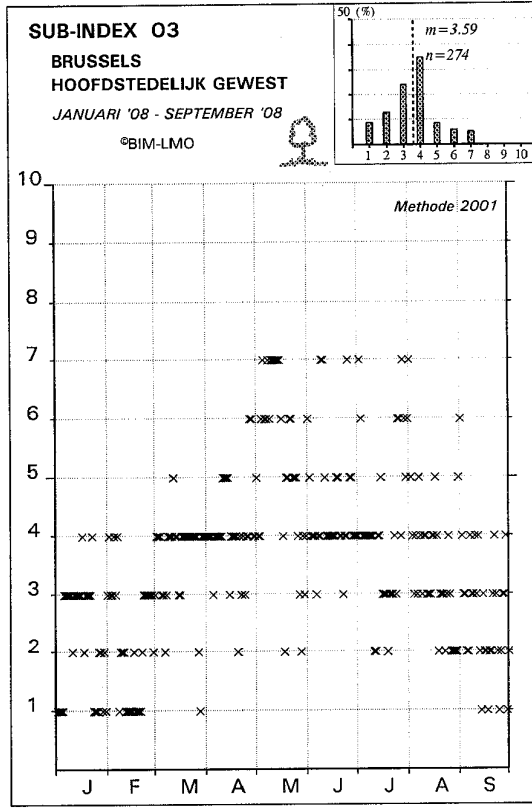 SUB-INDEX O3
BRUSSELS
HOOFDSTEDELIJK GEWEST
JANUARI '08 - SEPTEMBER '08
©BIM-LMO
50 (%)
m=3.59
n=274
1 2 3 4 5 6 7 8 9 10
Methode 2001
10
9
8
7
6
5
4
3
2
1
J F M A M J J A S